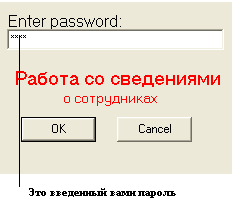 Enter password:
****
Работа со сведениями
о сотрудниках
OK Cancel
Это введенный вами пароль